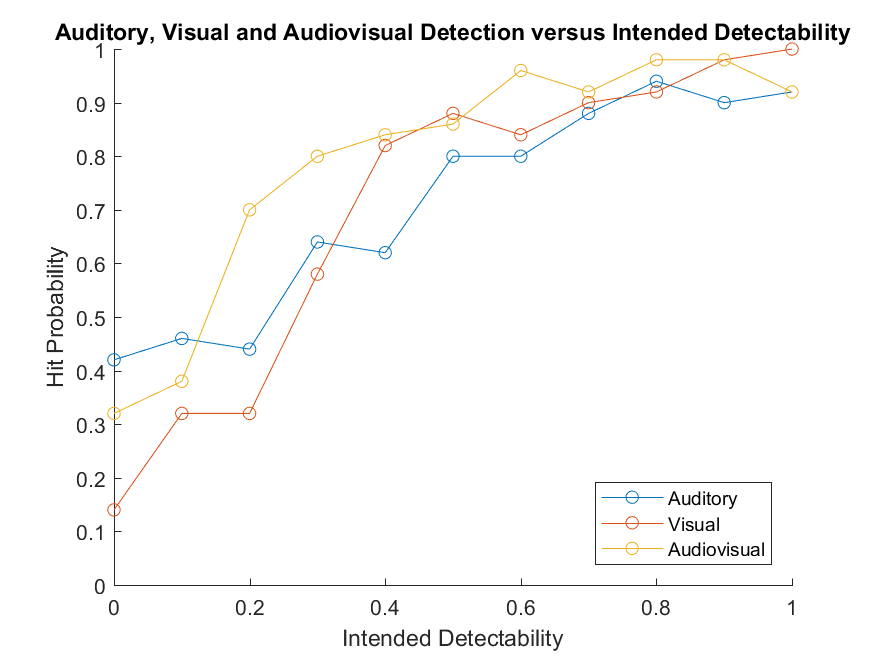 Auditory, Visual and Audiovisual Detection versus Intended Detectability
1
0.9
0.8
0.7
0.6
0.5
0.4
0.3
0.2
0.1
0
Hit Probability
0 0.2 0.4 0.6 0.8 1
Intended Detectability
Auditory
Visual
Audiovisual